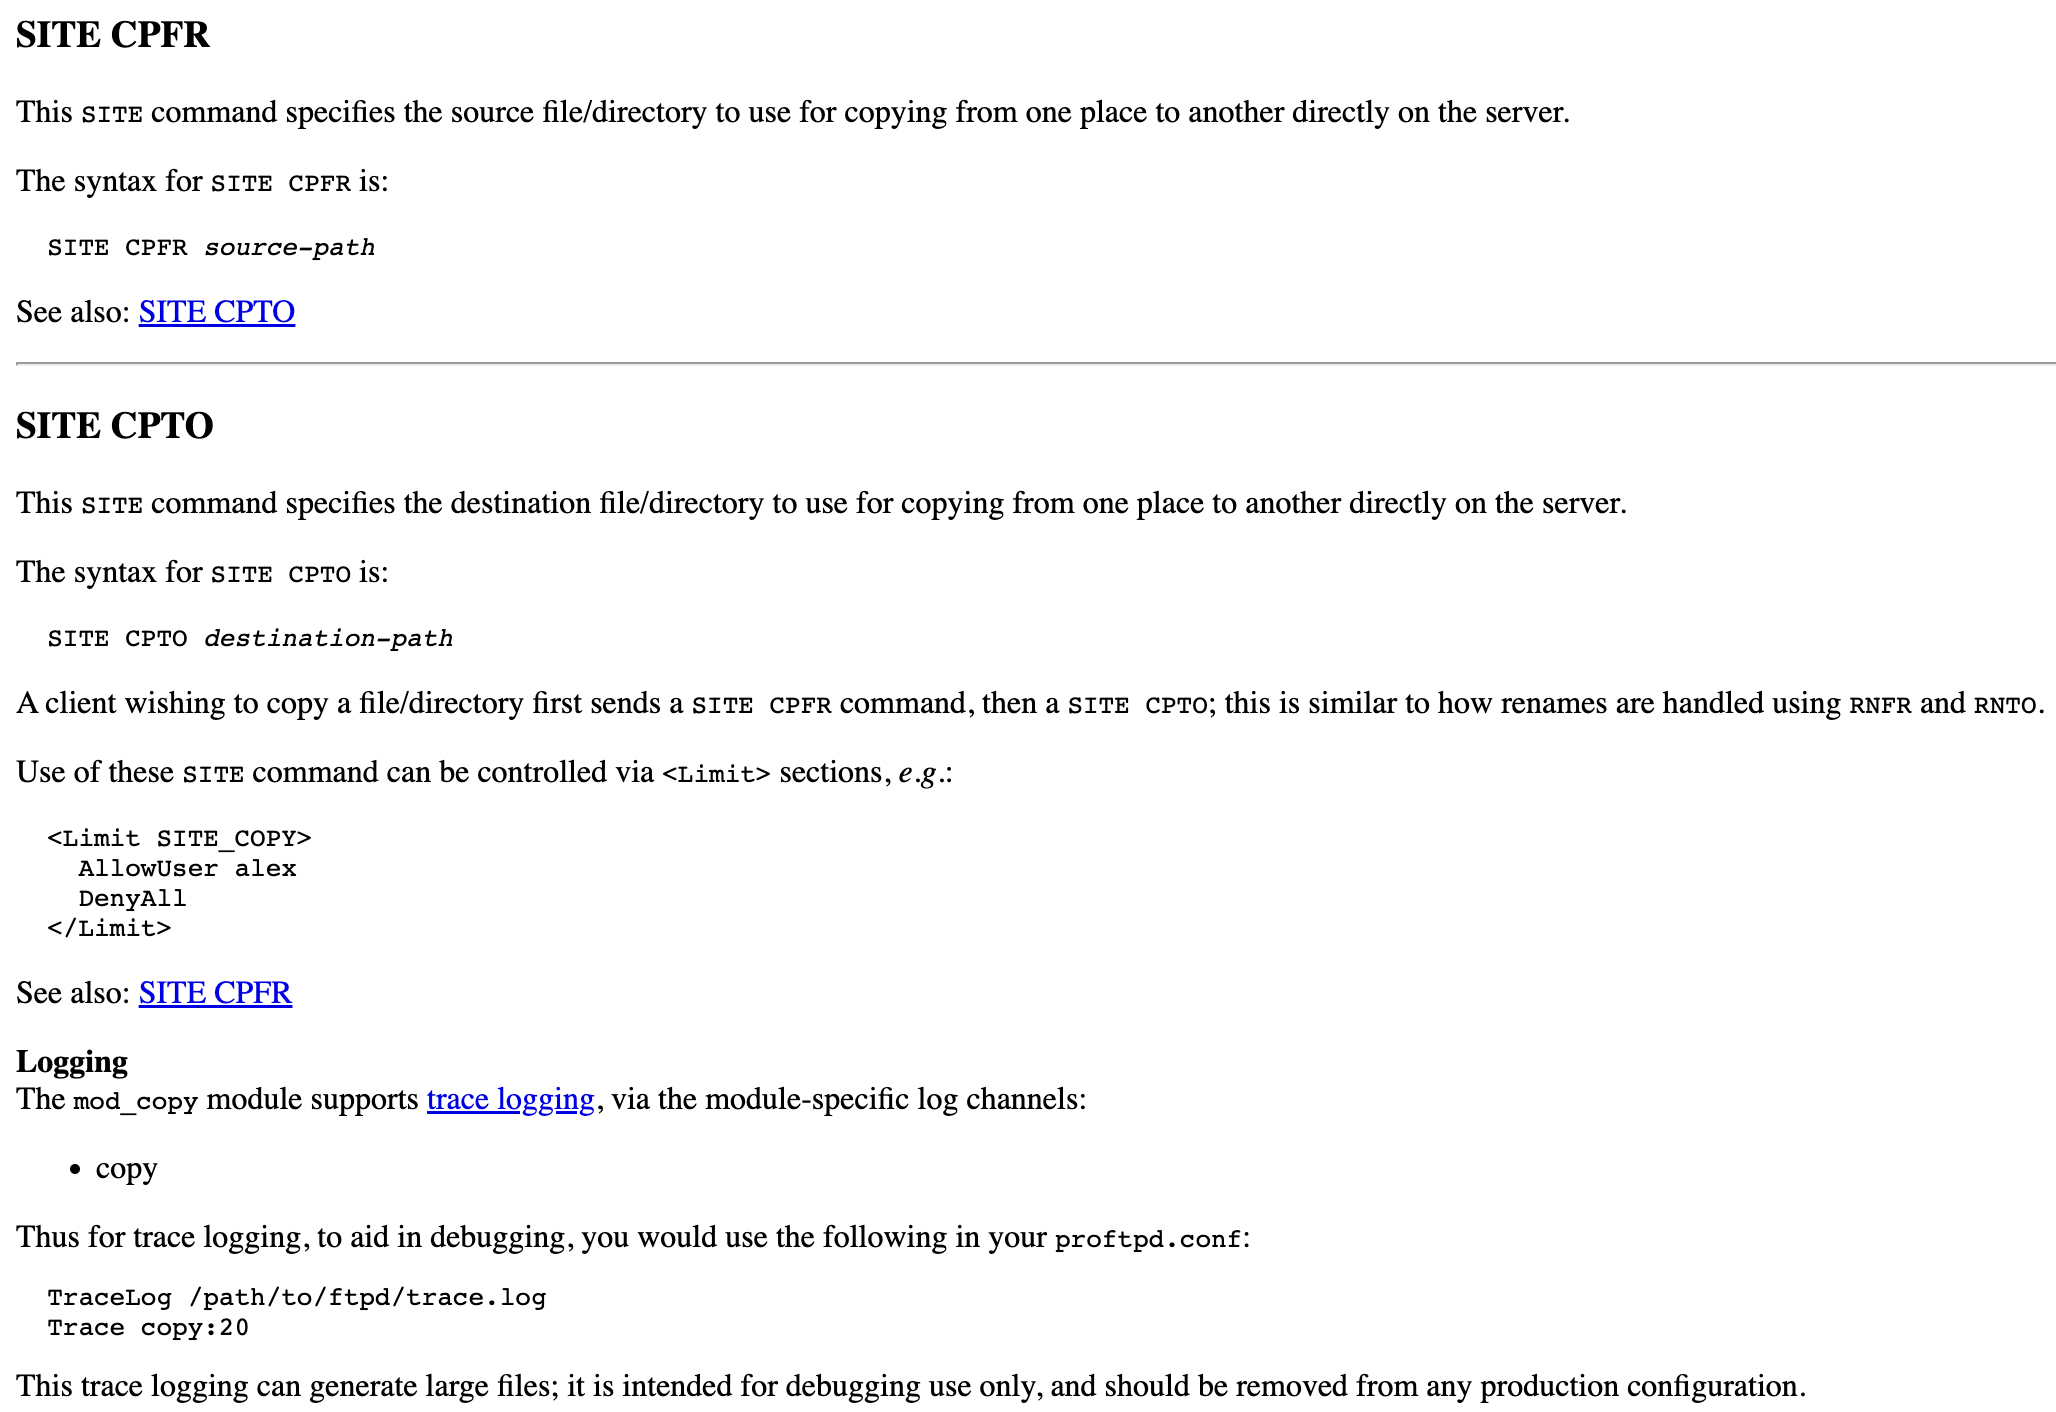 SITE CPFR
This SITE command specifies the source file/directory to use for copying from one place to another directly on the server.
The syntax for SITE CPFR is:
SITE CPFR source-path
See also: SITE CPTO
SITE CPTO
This SITE command specifies the destination file/directory to use for copying from one place to another directly on the server.
The syntax for SITE CPTO is:
SITE CPTO destination-path
A client wishing to copy a file/directory first sends a SITE CPFR command, then a SITE CPTO; this is similar to how renames are handled using RNFR and RNTO.
Use of these SITE command can be controlled via <Limit> sections, e.g.:
<Limit SITE_COPY>
AllowUser alex
DenyAll
</Limit>
See also: SITE CPFR
Logging
The mod_copy module supports trace logging, via the module-specific log channels:
• copy
Thus for trace logging, to aid in debugging, you would use the following in your proftpd.conf:
TraceLog /path/to/ftpd/trace.log
Trace copy:20
This trace logging can generate large files; it is intended for debugging use only, and should be removed from any production configuration.